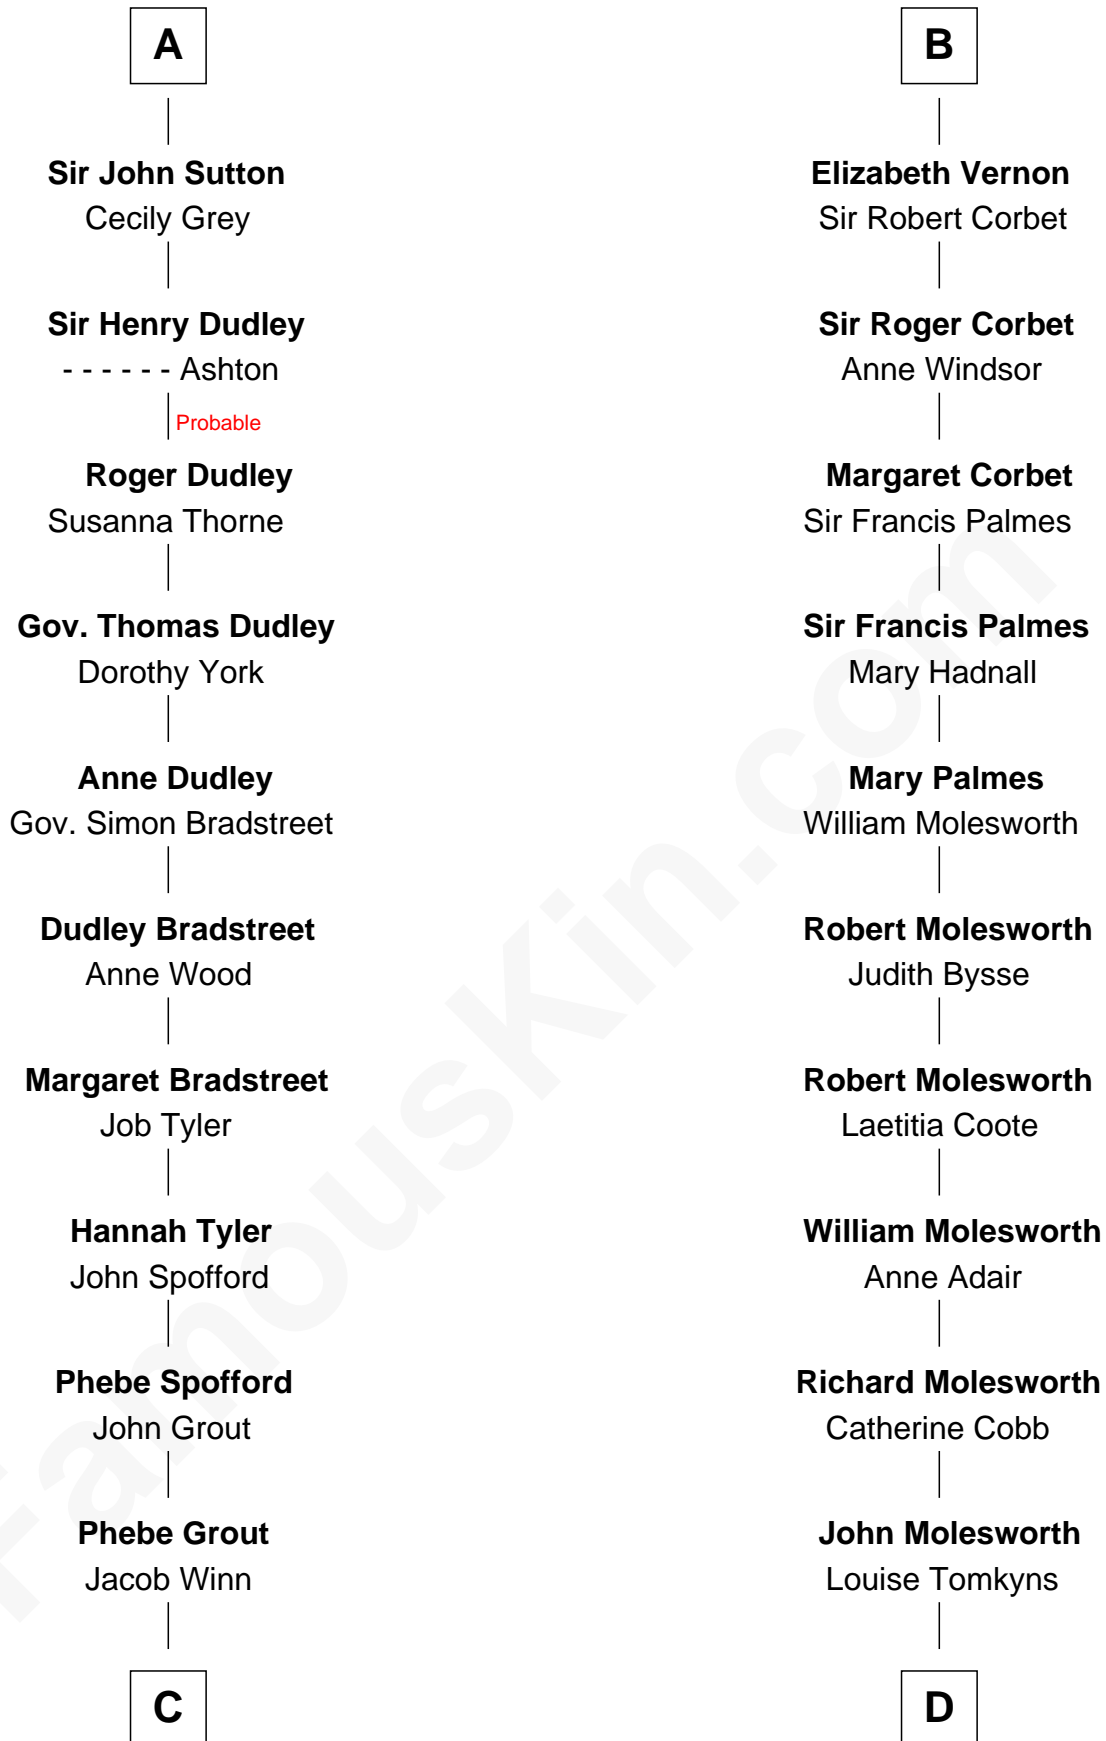 A
Sir John Sutton
Cecily Grey
Sir Henry Dudley
- - - - - - Ashton
Probable
Roger Dudley
Susanna Thorne
Gov. Thomas Dudley
Dorothy York
Anne Dudley
Gov. Simon Bradstreet
Dudley Bradstreet
Anne Wood
Margaret Bradstreet
Job Tyler
Hannah Tyler
John Spofford
Phebe Spofford
John Grout
Phebe Grout
Jacob Winn
C
B
Elizabeth Vernon
Sir Robert Corbet
Sir Roger Corbet
Anne Windsor
Margaret Corbet
Sir Francis Palmes
Sir Francis Palmes
Mary Hadnall
Mary Palmes
William Molesworth
Robert Molesworth
Judith Bysse
Robert Molesworth
Laetitia Coote
William Molesworth
Anne Adair
Richard Molesworth
Catherine Cobb
John Molesworth
Louise Tomkyns
D
FamousKin.com